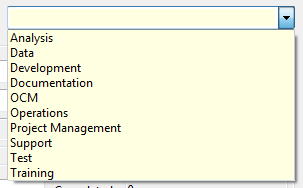 Analysis
Data
Development
Documentation
OCM
Operations
Project Management
Support
Test
Training